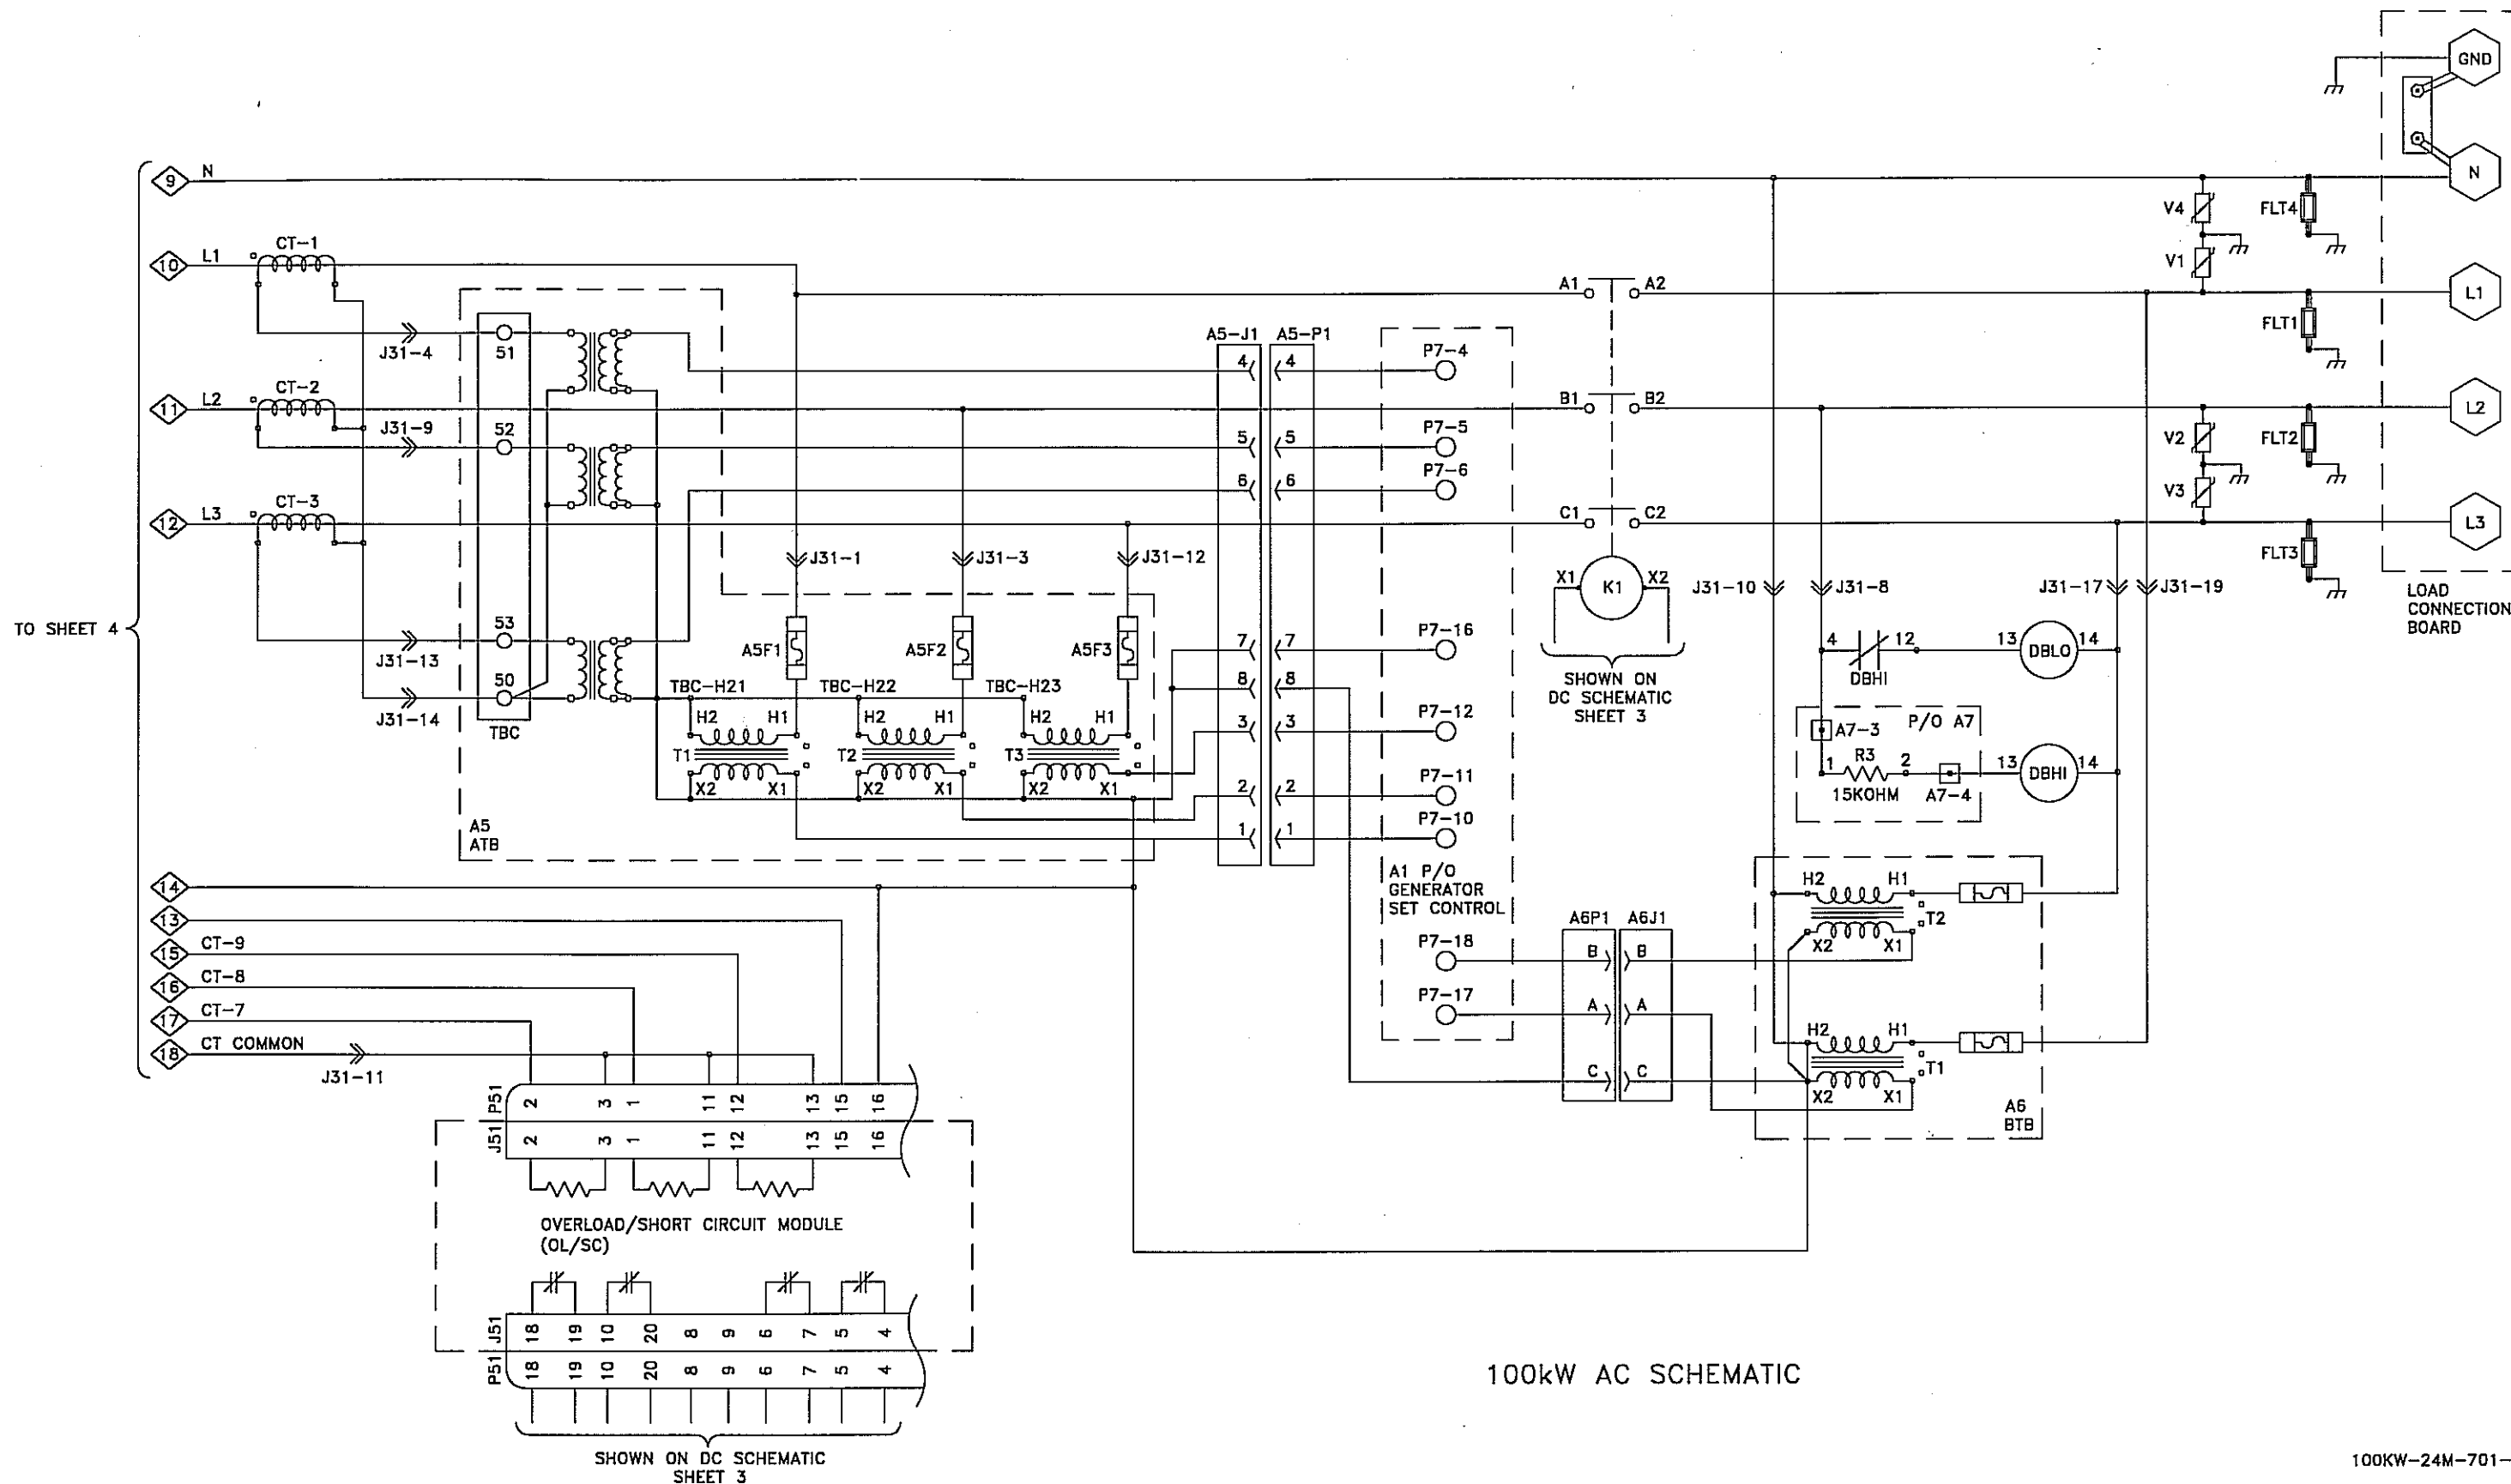 GND
9 N
N
V4
FLT4
V1
10 L1
CT-1
A1 A2
L1
FLT1
J31-4
51
A5-J1 A5-P1
4 4
P7-4
11 L2
CT-2
B1 B2
L2
J31-9
52
5 5
P7-5
V2
FLT2
6 6
P7-6
V3
12 L3
CT-3
C1 C2
L3
FLT3
J31-1
J31-3
J31-12
X1 K1 X2
J31-10
J31-8
J31-17
J31-19
LOAD
CONNECTION
BOARD
TO SHEET 4
J31-13
53
A5F1
A5F2
A5F3
7 7
P7-16
SHOWN ON
DC SCHEMATIC
SHEET 3
4 12
DBHI
13 DBLO 14
50
J31-14
TBC
TBC-H21
TBC-H22
TBC-H23
8 8
H2 H1
H2 H1
H2 H1
T1
T2
T3
X2 X1
X2 X1
X2 X1
3 3
P7-12
P/O A7
A7-3
R3
1 2
15KOHM
A7-4
13 DBHI 14
2 2
P7-11
1 1
P7-10
A5
ATB
A1 P/O
GENERATOR
SET CONTROL
14
13
15 CT-9
16 CT-8
17 CT-7
18 CT COMMON
J31-11
A6P1 A6J1
P7-18
B B
P7-17
A A
C C
H2 H1
T2
X2 X1
H2 H1
T1
X2 X1
A6
BTB
P51
2 3 1 11 12 13 15 16
J51
2 3 1 11 12 13 15 16
OVERLOAD/SHORT CIRCUIT MODULE
(OL/SC)
J51
18 19 10 20 8 9 6 7 5 4
P51
18 19 10 20 8 9 6 7 5 4
SHOWN ON DC SCHEMATIC
SHEET 3
100kW AC SCHEMATIC
100KW-24M-701-